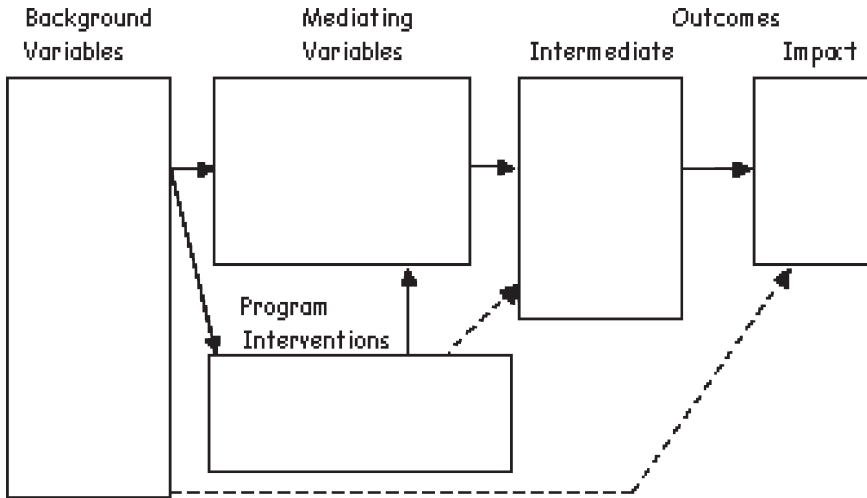 Background
Variables
Mediating
Variables
Outcomes
Intermediate Impact
Program
Interventions